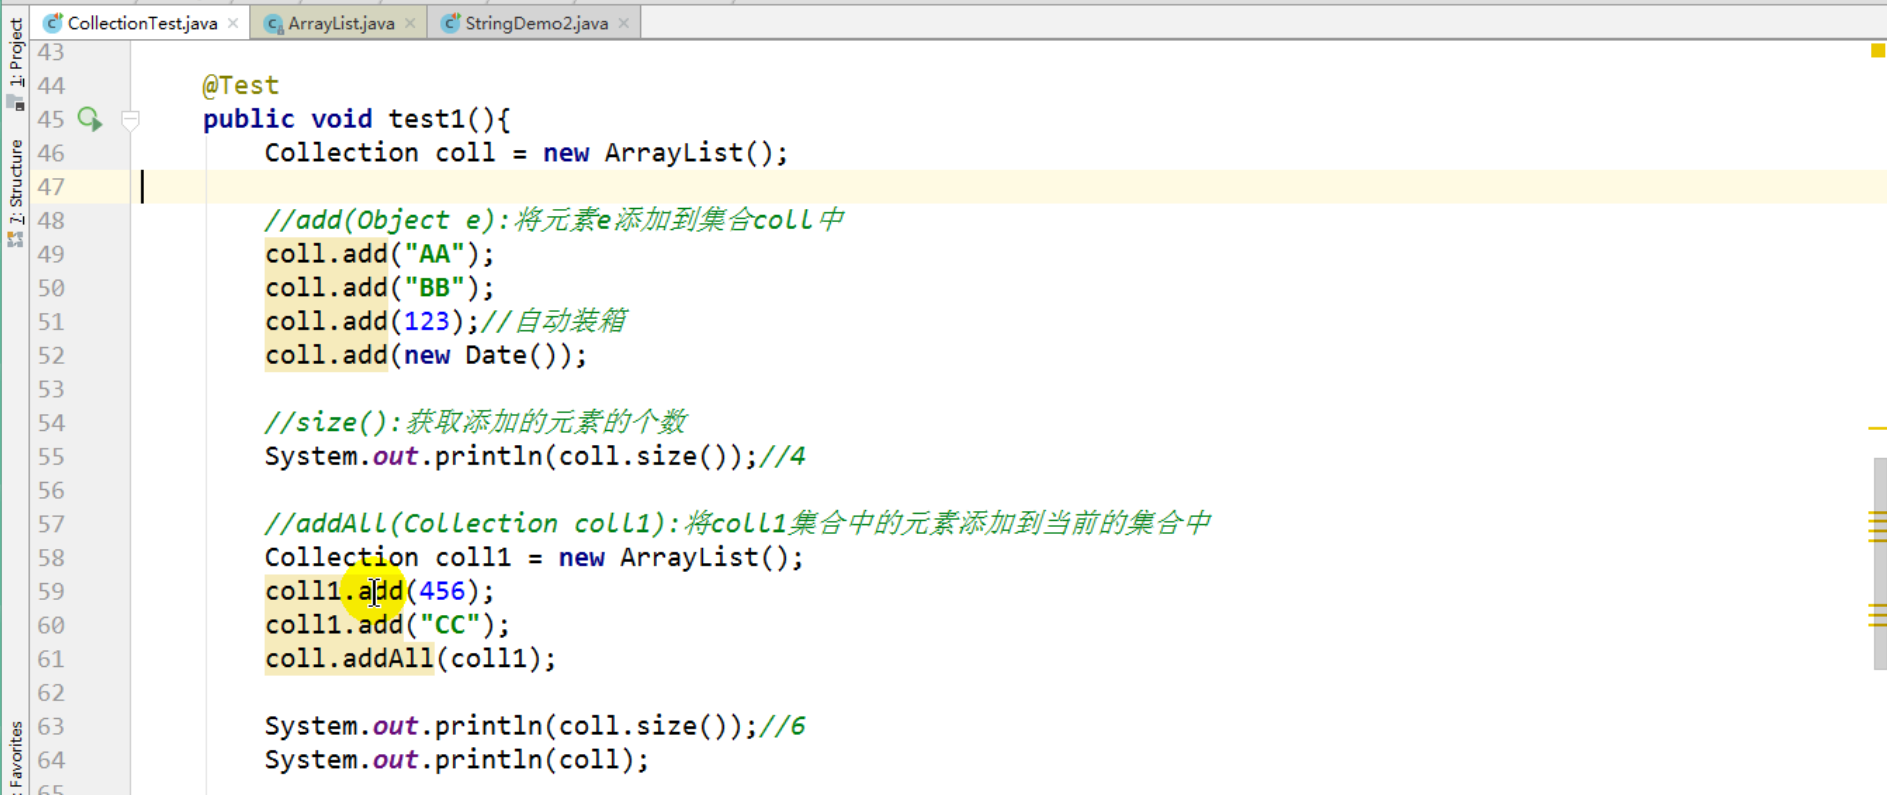 CollectionTest.java ArrayList.java StringDemo2.java
1: Project
7: Structure
: Favorites
43
44 @Test
45 public void test1(){
46 Collection coll = new ArrayList();
47
48 //add(Object e):将元素e添加到集合coll中
49 coll.add("AA");
50 coll.add("BB");
51 coll.add(123);//自动装箱
52 coll.add(new Date());
53
54 //size():获取添加的元素的个数
55 System.out.println(coll.size());//4
56
57 //addAll(Collection coll1):将coll1集合中的元素添加到当前的集合中
58 Collection coll1 = new ArrayList();
59 coll1.add(456);
60 coll1.add("CC");
61 coll.addAll(coll1);
62
63 System.out.println(coll.size());//6
64 System.out.println(coll);
65